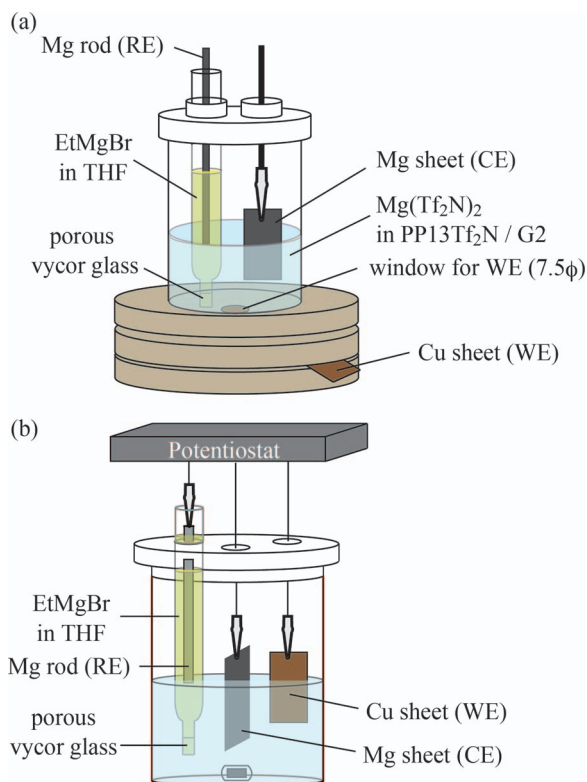 (a)
Mg rod (RE)
EtMgBr
in THF
Mg sheet (CE)
Mg(Tf₂N)₂
in PP13Tf₂N / G2
porous
vycor glass
window for WE (7.5ϕ)
Cu sheet (WE)
(b)
Potentiostat
EtMgBr
in THF
Mg rod (RE)
porous
vycor glass
Cu sheet (WE)
Mg sheet (CE)